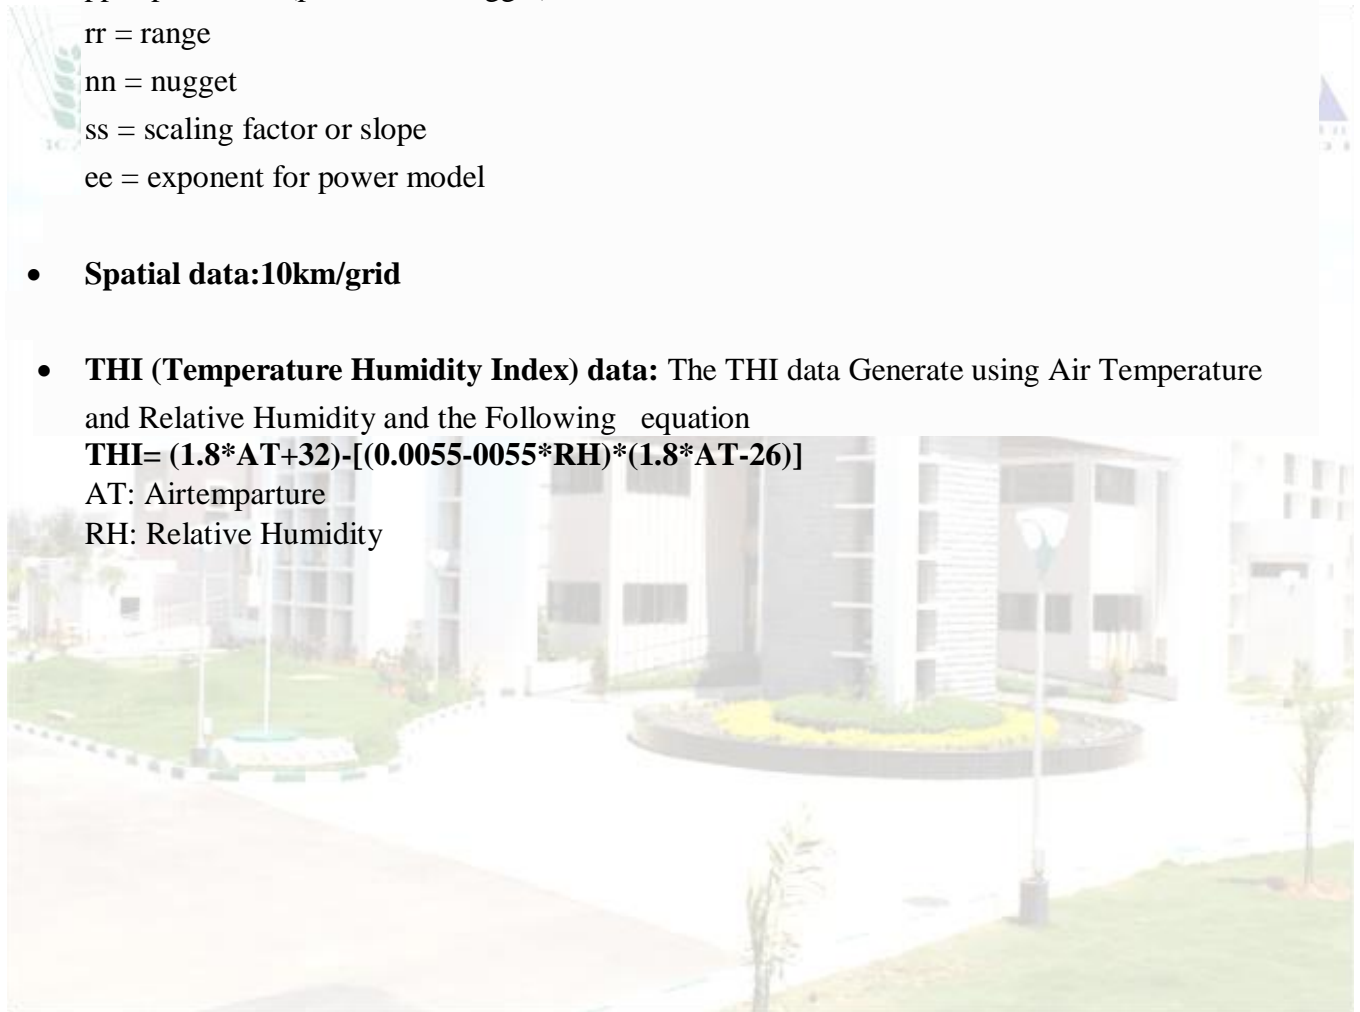 rr = range
nn = nugget
ss = scaling factor or slope
ee = exponent for power model
• Spatial data:10km/grid
• THI (Temperature Humidity Index) data: The THI data Generate using Air Temperature
and Relative Humidity and the Following equation
THI= (1.8*AT+32)-[(0.0055-0055*RH)*(1.8*AT-26)]
AT: Airtemparture
RH: Relative Humidity